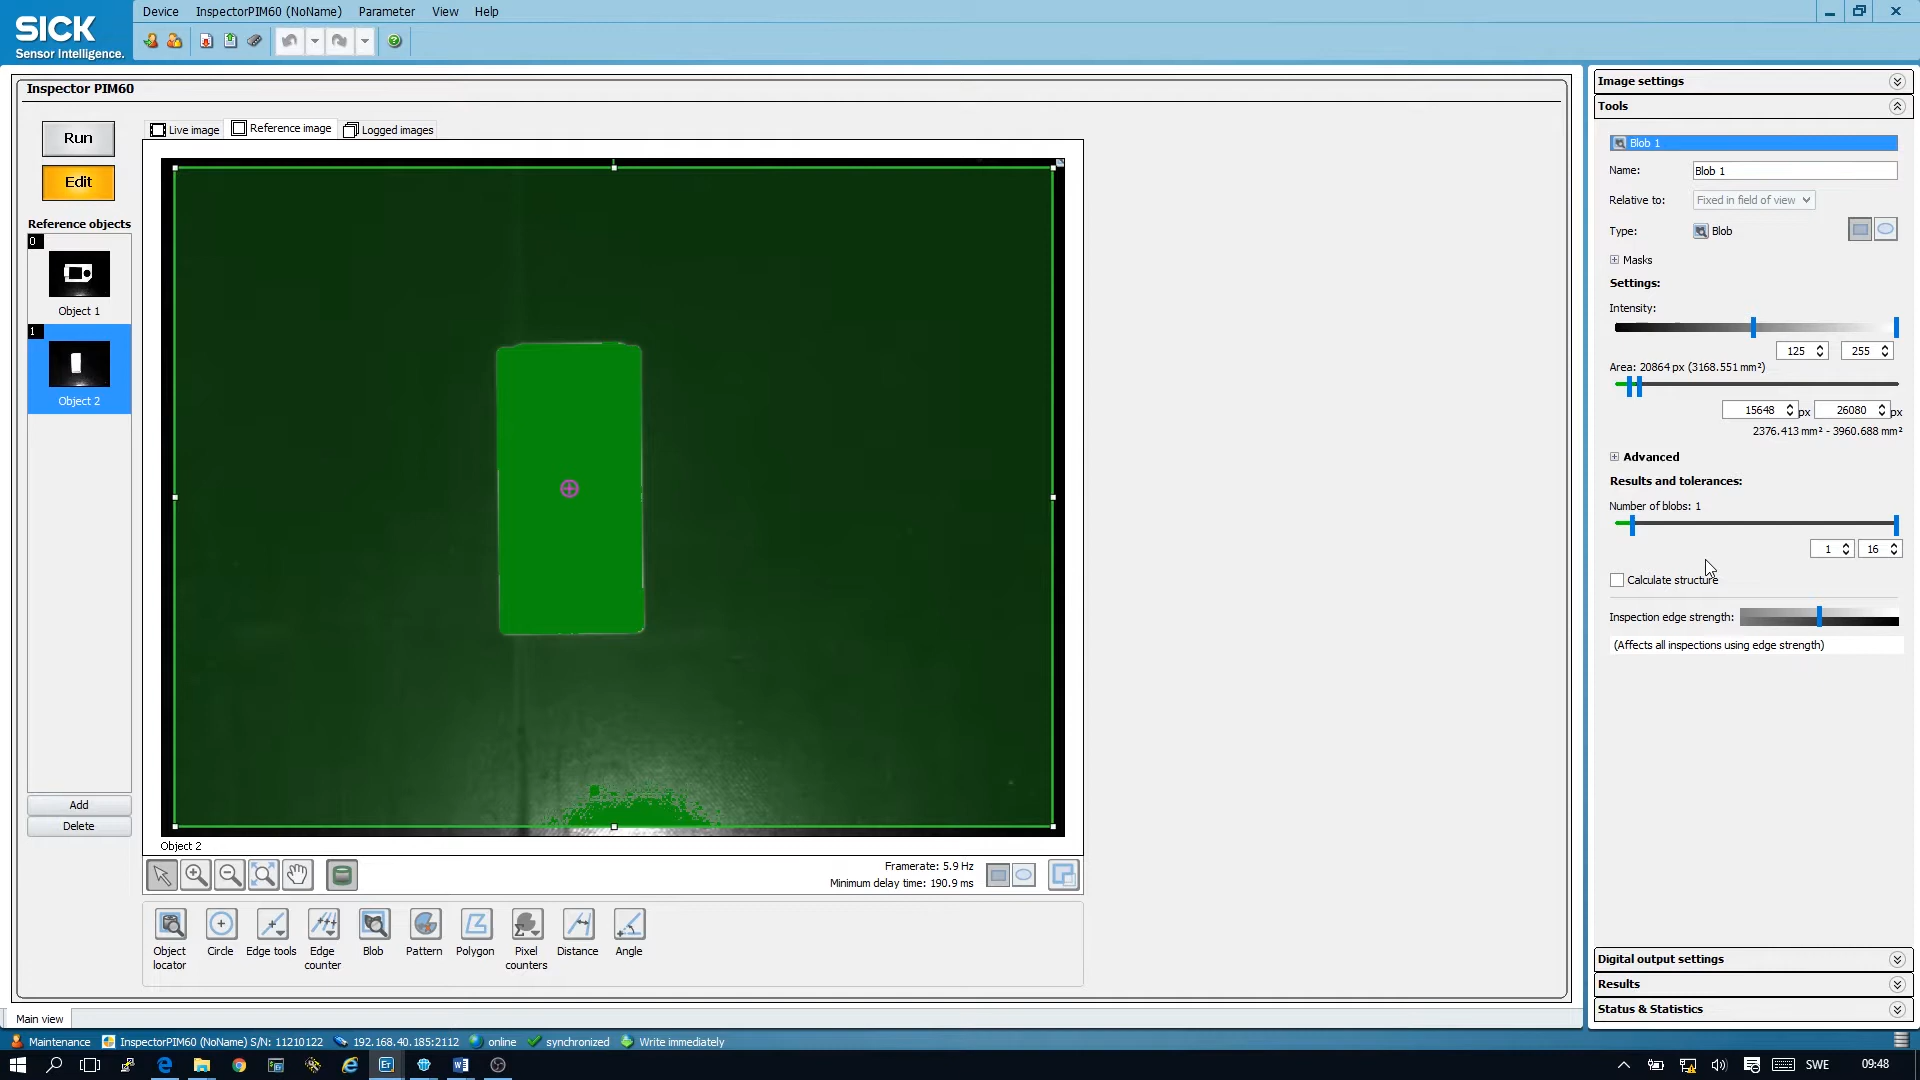 SICK
Sensor Intelligence.
Device InspectorPIM60 (NoName) Parameter View Help
Inspector PIM60
Run
Edit
Reference objects
0
Object 1
1
Object 2
Add
Delete
Live image Reference image Logged images
Object 2
Framerate: 5.9 Hz
Minimum delay time: 190.9 ms
Object locator
Circle
Edge tools
Edge counter
Blob
Pattern
Polygon
Pixel counters
Distance
Angle
Main view
Image settings
Tools
Blob 1
Name: Blob 1
Relative to: Fixed in field of view
Type: Blob
Masks
Settings:
Intensity:
125 255
Area: 20864 px (3168.551 mm²)
15648 px 26080 px
2376.413 mm² - 3960.688 mm²
Advanced
Results and tolerances:
Number of blobs: 1
1 16
Calculate structure
Inspection edge strength:
(Affects all inspections using edge strength)
Digital output settings
Results
Status & Statistics
Maintenance InspectorPIM60 (NoName) S/N: 11210122 192.168.40.185:2112 online synchronized Write immediately
SWE 09:48